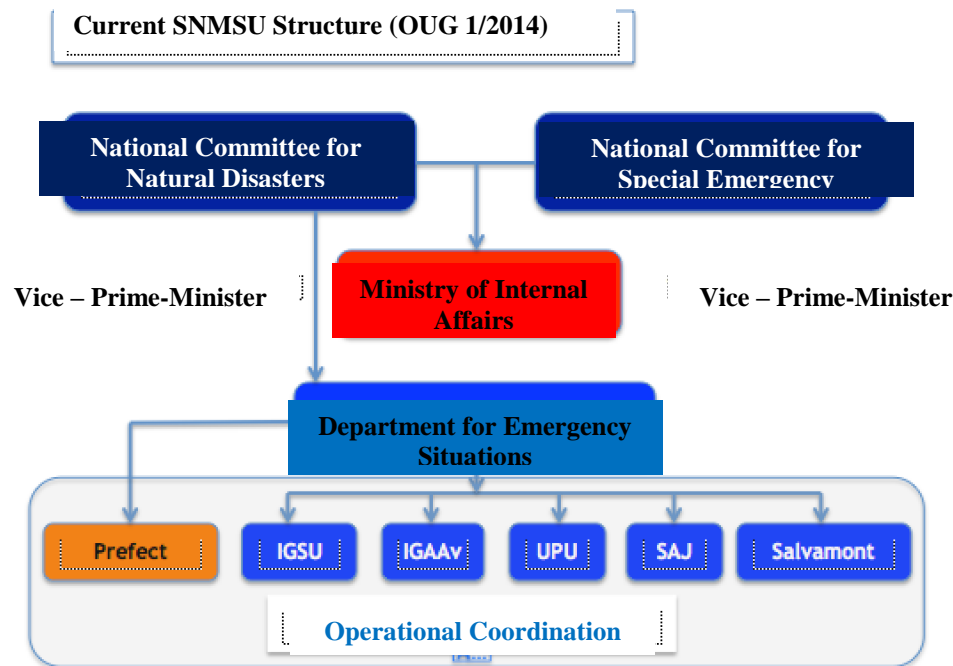 Current SNMSU Structure (OUG 1/2014)
National Committee for
Natural Disasters
National Committee for
Special Emergency
Vice – Prime-Minister
Ministry of Internal
Affairs
Vice – Prime-Minister
Department for Emergency
Situations
Prefect
IGSU
IGAAv
UPU
SAJ
Salvamont
Operational Coordination